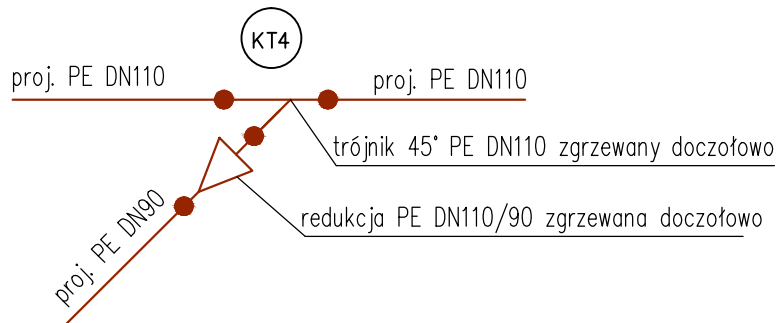 KT4
proj. PE DN110
proj. PE DN110
trójnik 45° PE DN110 zgrzewany doczołowo
redukcja PE DN110/90 zgrzewana doczołowo
proj. PE DN90